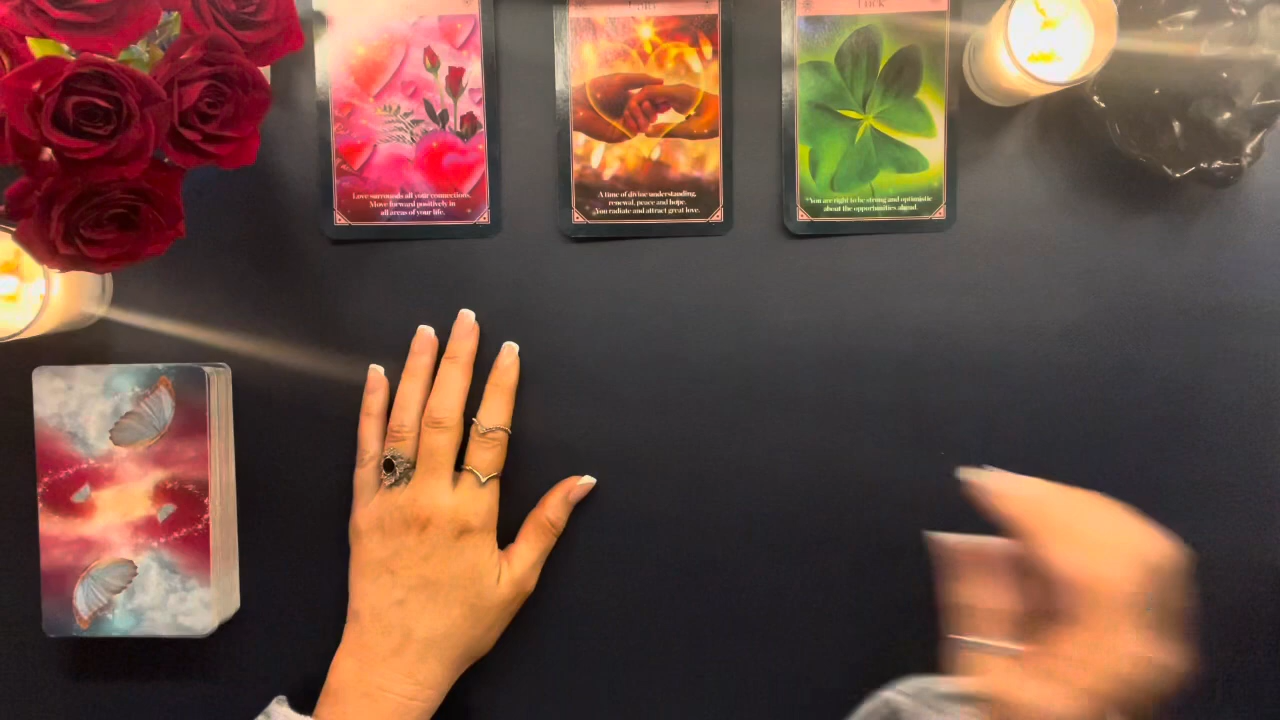 Love surrounds all your connections.
Move forward positively in
all areas of your life.
Unity
A time of divine understanding,
renewal, peace and hope.
You radiate and attract great love.
Luck
You are right to be strong and optimistic
about the opportunities ahead.